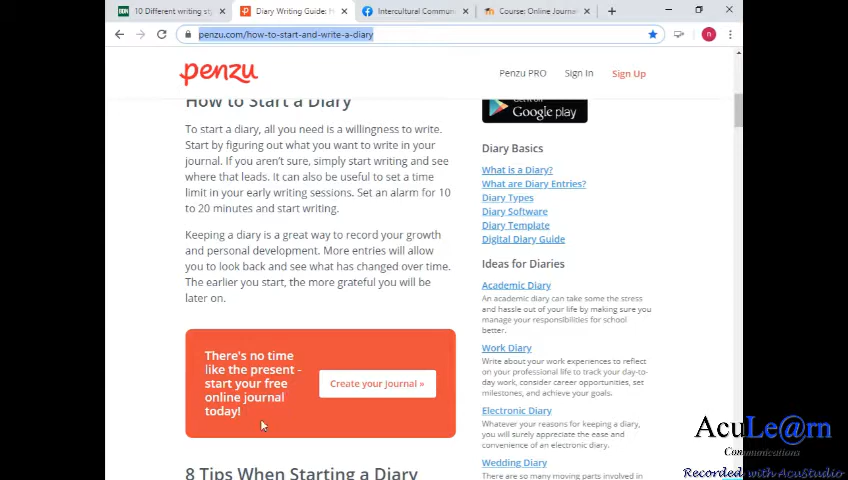 10 Different writing st
Diary Writing Guide: H
Intercultural Commun
Course: Online Journa
penzu.com/how-to-start-and-write-a-diary
n
penzu
Penzu PRO
Sign In
Sign Up
How to Start a Diary
To start a diary, all you need is a willingness to write.
Start by figuring out what you want to write in your
journal. If you aren't sure, simply start writing and see
where that leads. It can also be useful to set a time
limit in your early writing sessions. Set an alarm for 10
to 20 minutes and start writing.
Keeping a diary is a great way to record your growth
and personal development. More entries will allow
you to look back and see what has changed over time.
The earlier you start, the more grateful you will be
later on.
There's no time
like the present -
start your free
online journal
today!
Create your Journal »
8 Tips When Starting a Diary
Google play
Diary Basics
What is a Diary?
What are Diary Entries?
Diary Types
Diary Software
Diary Template
Digital Diary Guide
Ideas for Diaries
Academic Diary
An academic diary can take some the stress
and hassle out of your life by making sure you
manage your responsibilities for school
better.
Work Diary
Write about your work experiences to reflect
on your professional life to track your day-to-
day work, consider career opportunities, set
milestones, and achieve your goals.
Electronic Diary
Whatever your reasons for keeping a diary,
you will surely appreciate the ease and
convenience of an electronic diary.
Wedding Diary
There are so many moving parts involved in
AcuLe@rn
Communications
Recorded with AcuStudio